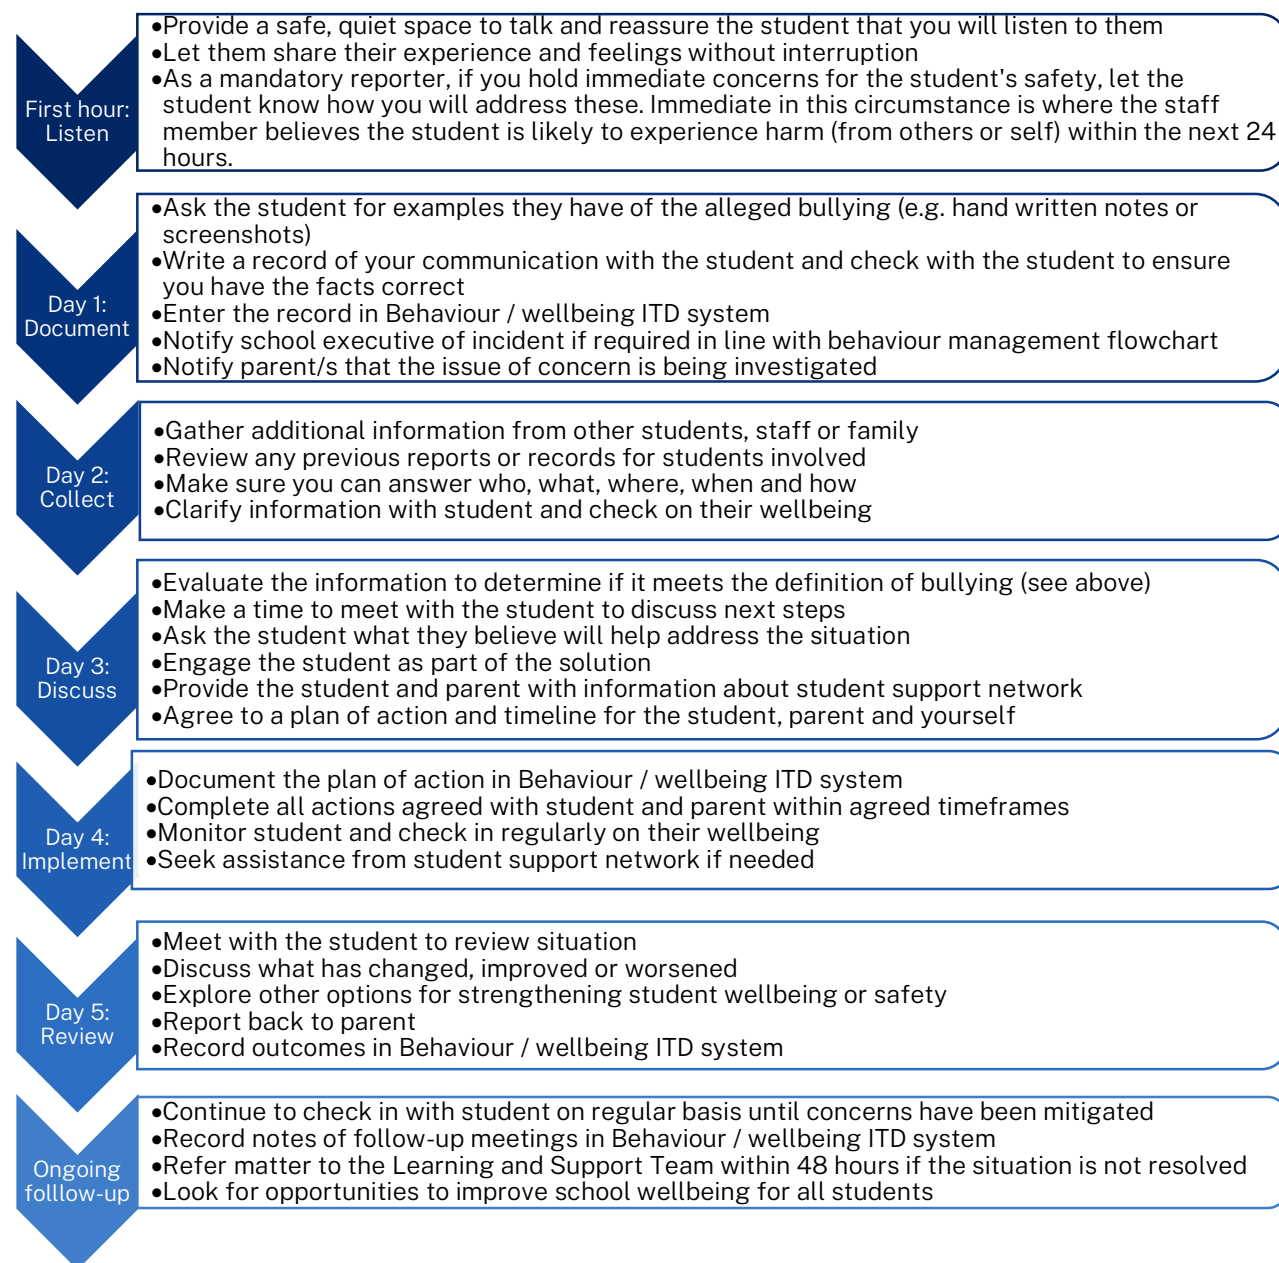 First hour:
Listen
•Provide a safe, quiet space to talk and reassure the student that you will listen to them
•Let them share their experience and feelings without interruption
•As a mandatory reporter, if you hold immediate concerns for the student's safety, let the
student know how you will address these. Immediate in this circumstance is where the staff
member believes the student is likely to experience harm (from others or self) within the next 24
hours.
Day 1:
Document
•Ask the student for examples they have of the alleged bullying (e.g. hand written notes or
screenshots)
•Write a record of your communication with the student and check with the student to ensure
you have the facts correct
•Enter the record in Behaviour / wellbeing ITD system
•Notify school executive of incident if required in line with behaviour management flowchart
•Notify parent/s that the issue of concern is being investigated
Day 2:
Collect
•Gather additional information from other students, staff or family
•Review any previous reports or records for students involved
•Make sure you can answer who, what, where, when and how
•Clarify information with student and check on their wellbeing
Day 3:
Discuss
•Evaluate the information to determine if it meets the definition of bullying (see above)
•Make a time to meet with the student to discuss next steps
•Ask the student what they believe will help address the situation
•Engage the student as part of the solution
•Provide the student and parent with information about student support network
•Agree to a plan of action and timeline for the student, parent and yourself
Day 4:
Implement
•Document the plan of action in Behaviour / wellbeing ITD system
•Complete all actions agreed with student and parent within agreed timeframes
•Monitor student and check in regularly on their wellbeing
•Seek assistance from student support network if needed
Day 5:
Review
•Meet with the student to review situation
•Discuss what has changed, improved or worsened
•Explore other options for strengthening student wellbeing or safety
•Report back to parent
•Record outcomes in Behaviour / wellbeing ITD system
Ongoing
folllow-up
•Continue to check in with student on regular basis until concerns have been mitigated
•Record notes of follow-up meetings in Behaviour / wellbeing ITD system
•Refer matter to the Learning and Support Team within 48 hours if the situation is not resolved
•Look for opportunities to improve school wellbeing for all students